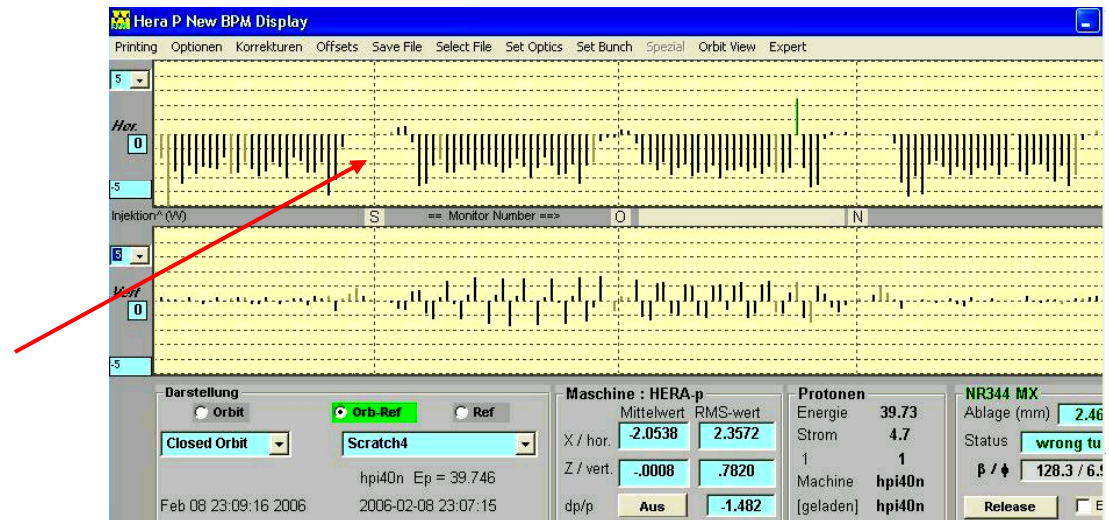 Hera P New BPM Display
Printing Optionen Korrekturen Offsets Save File Select File Set Optics Set Bunch Spezial Orbit View Expert
5
Hor.
0
-5
Injektion^ (W) S == Monitor Number ==> O N
5
Vert
0
-5
Darstellung
Orbit Orb-Ref Ref
Closed Orbit Scratch4
hpi40n Ep = 39.746
Feb 08 23:09:16 2006 2006-02-08 23:07:15
Maschine : HERA-p
Mittelwert RMS-wert
X / hor. -2.0538 2.3572
Z / vert. -.0008 .7820
dp/p Aus -1.482
Protonen
Energie 39.73
Strom 4.7
1 1
Machine hpi40n
[geladen] hpi40n
NR344 MX
Ablage (mm) 2.46
Status wrong tu
β / ϕ 128.3 / 6.9
Release E